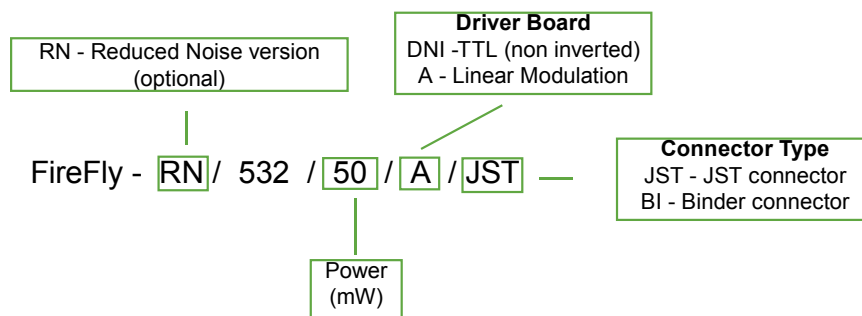 RN - Reduced Noise version
(optional)
Driver Board
DNI -TTL (non inverted)
A - Linear Modulation
FireFly - RN / 532 / 50 / A / JST
Connector Type
JST - JST connector
BI - Binder connector
Power
(mW)